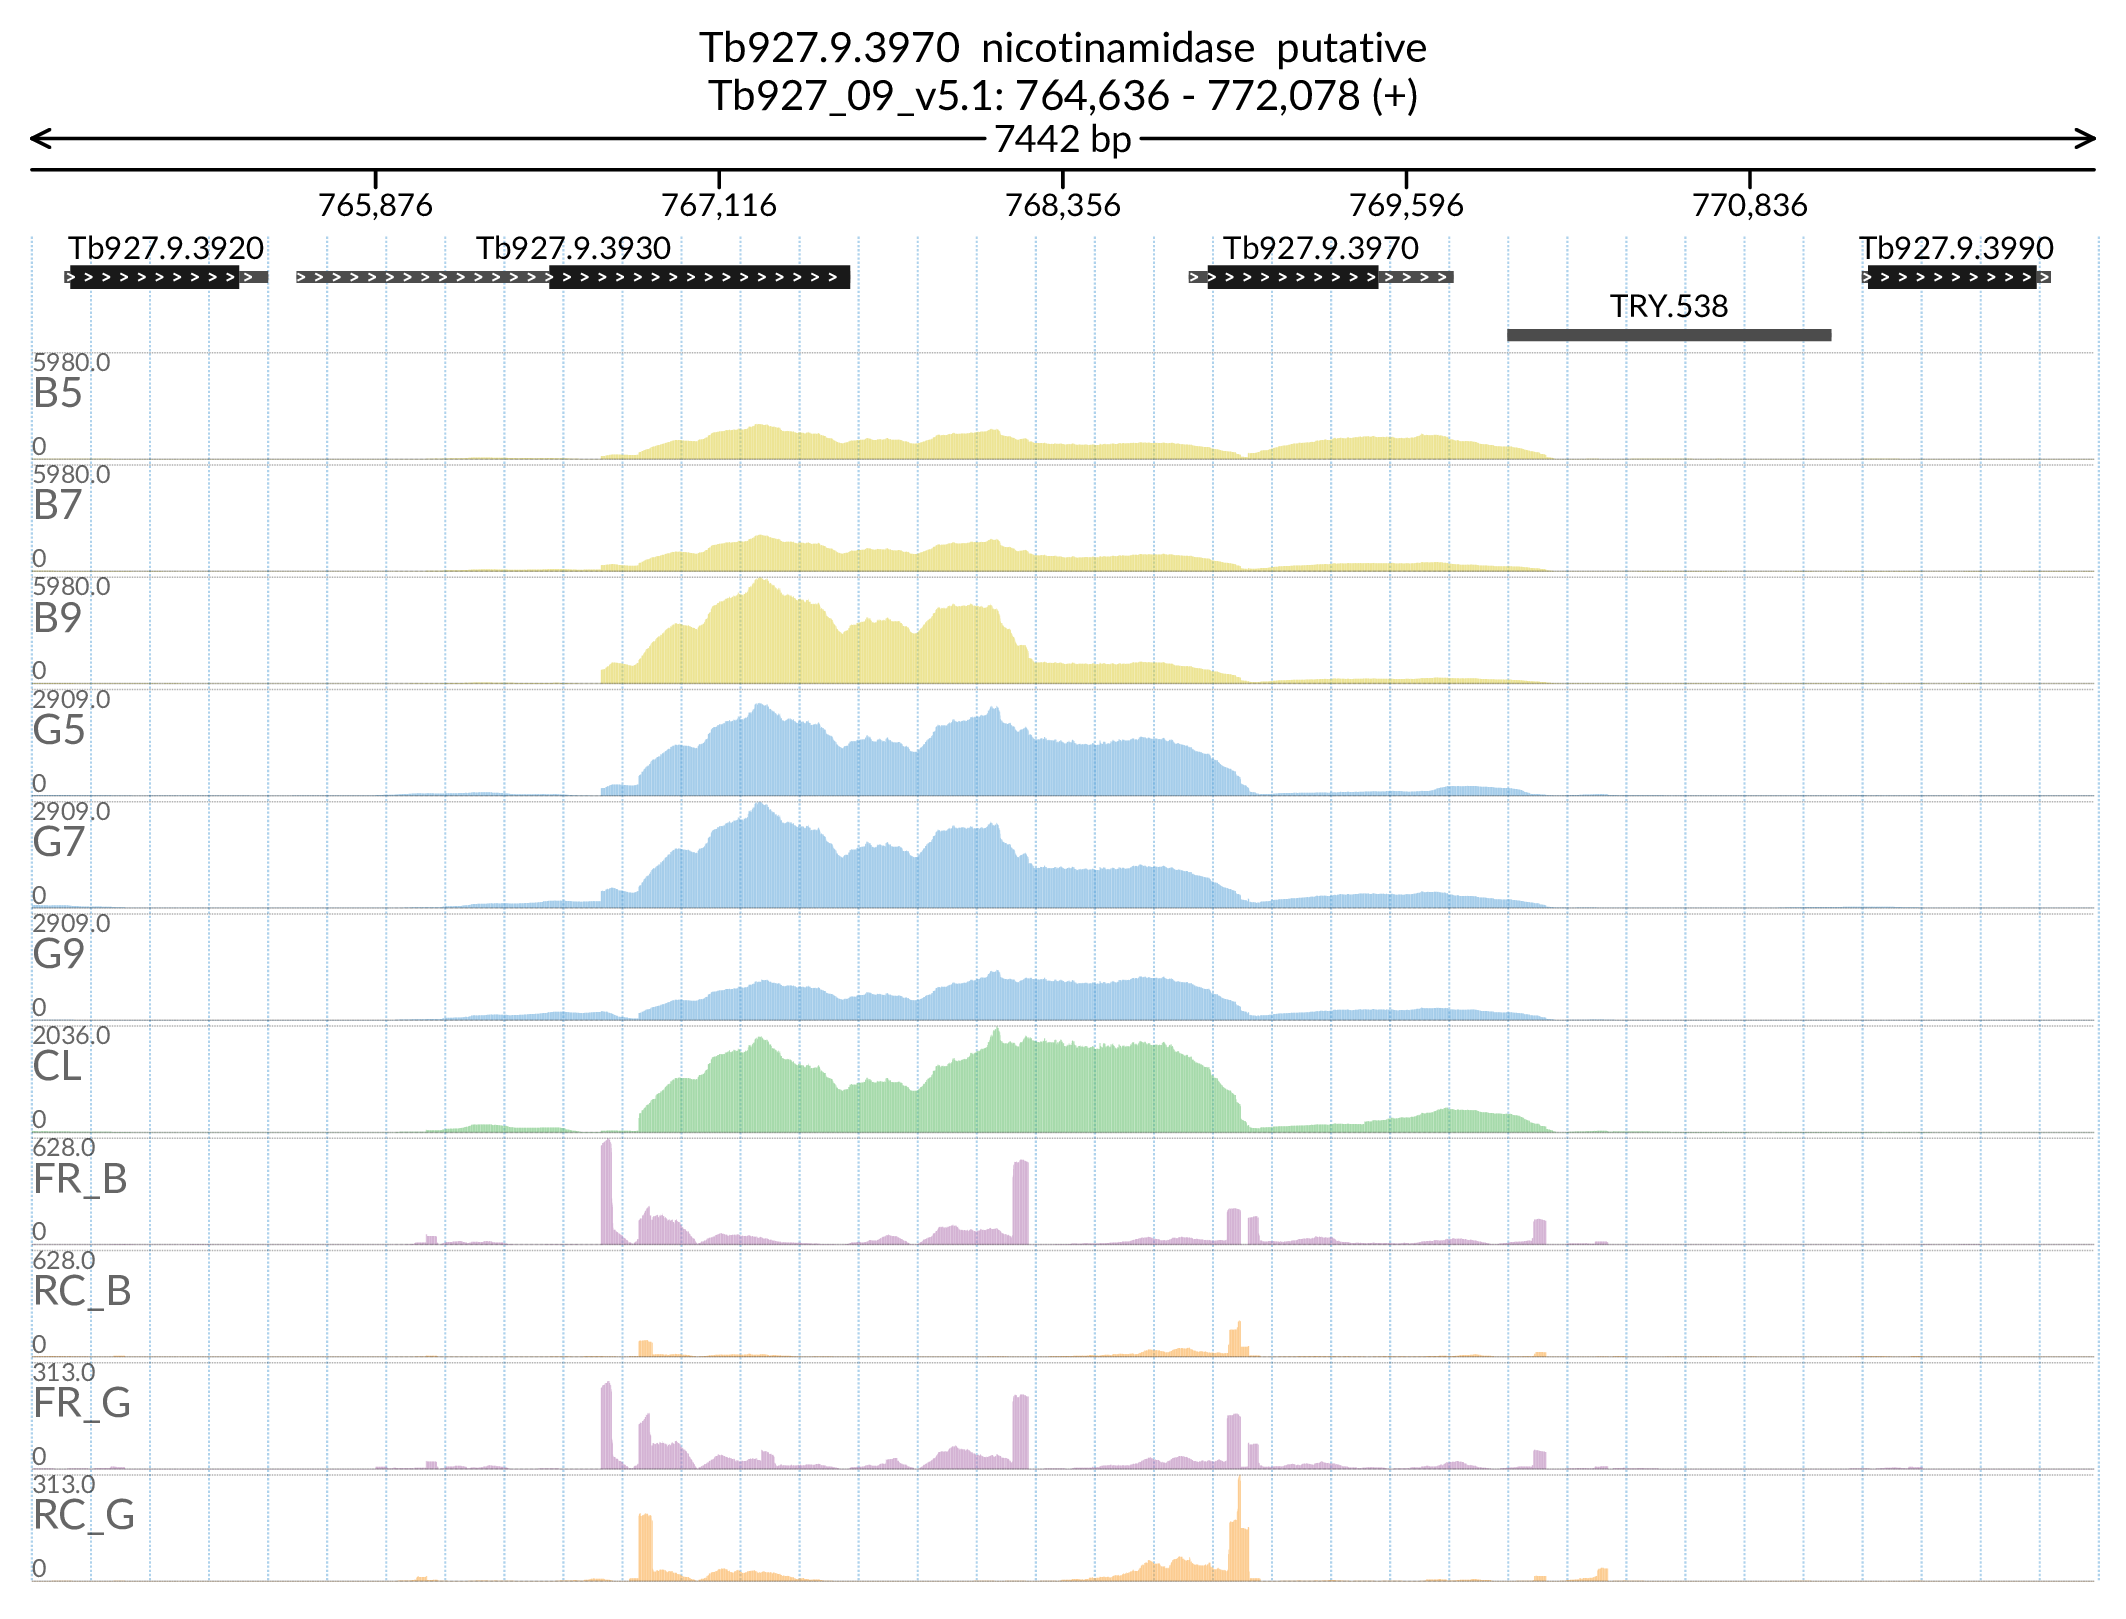 Tb927.9.3970 nicotinamidase putative
Tb927_09_v5.1: 764,636 - 772,078 (+)
7442 bp
765,876 767,116 768,356 769,596 770,836
Tb927.9.3920 Tb927.9.3930 Tb927.9.3970 Tb927.9.3990
TRY.538
5980.0
B5
0
5980.0
B7
0
5980.0
B9
0
2909.0
G5
0
2909.0
G7
0
2909.0
G9
0
2036.0
CL
0
628.0
FR_B
0
628.0
RC_B
0
313.0
FR_G
0
313.0
RC_G
0